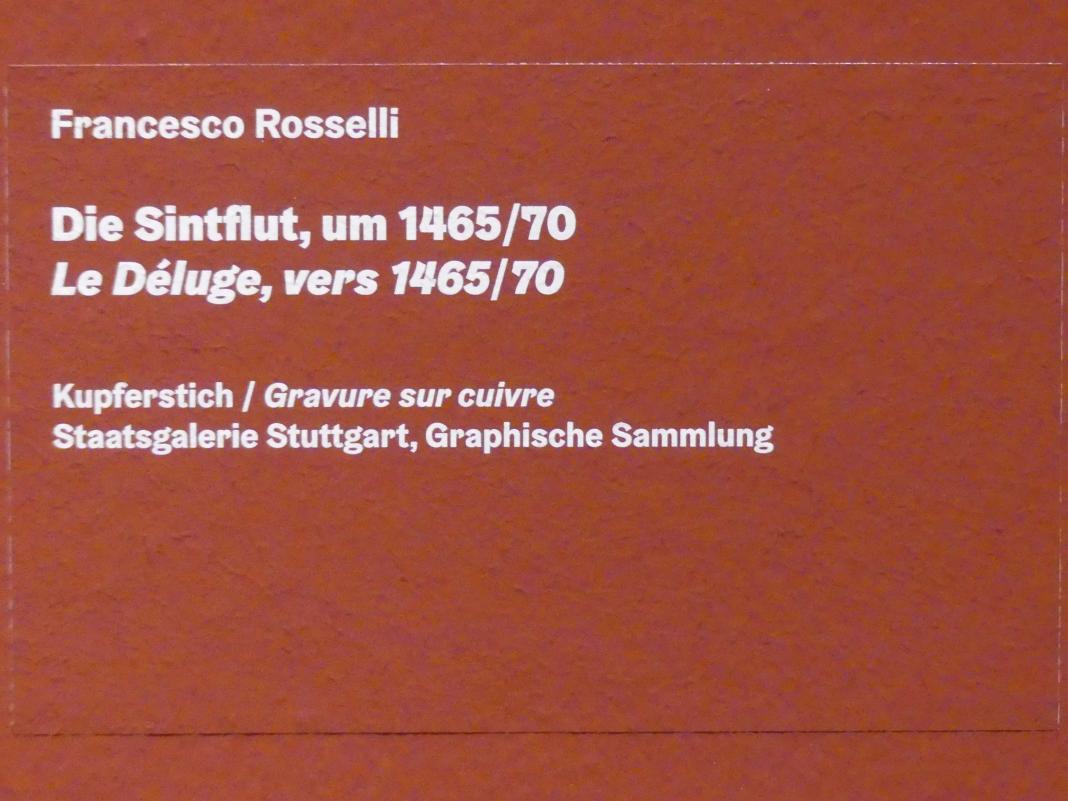 Francesco Rosselli
Die Sintflut, um 1465/70
Le Déluge, vers 1465/70
Kupferstich / Gravure sur cuivre
Staatsgalerie Stuttgart, Graphische Sammlung